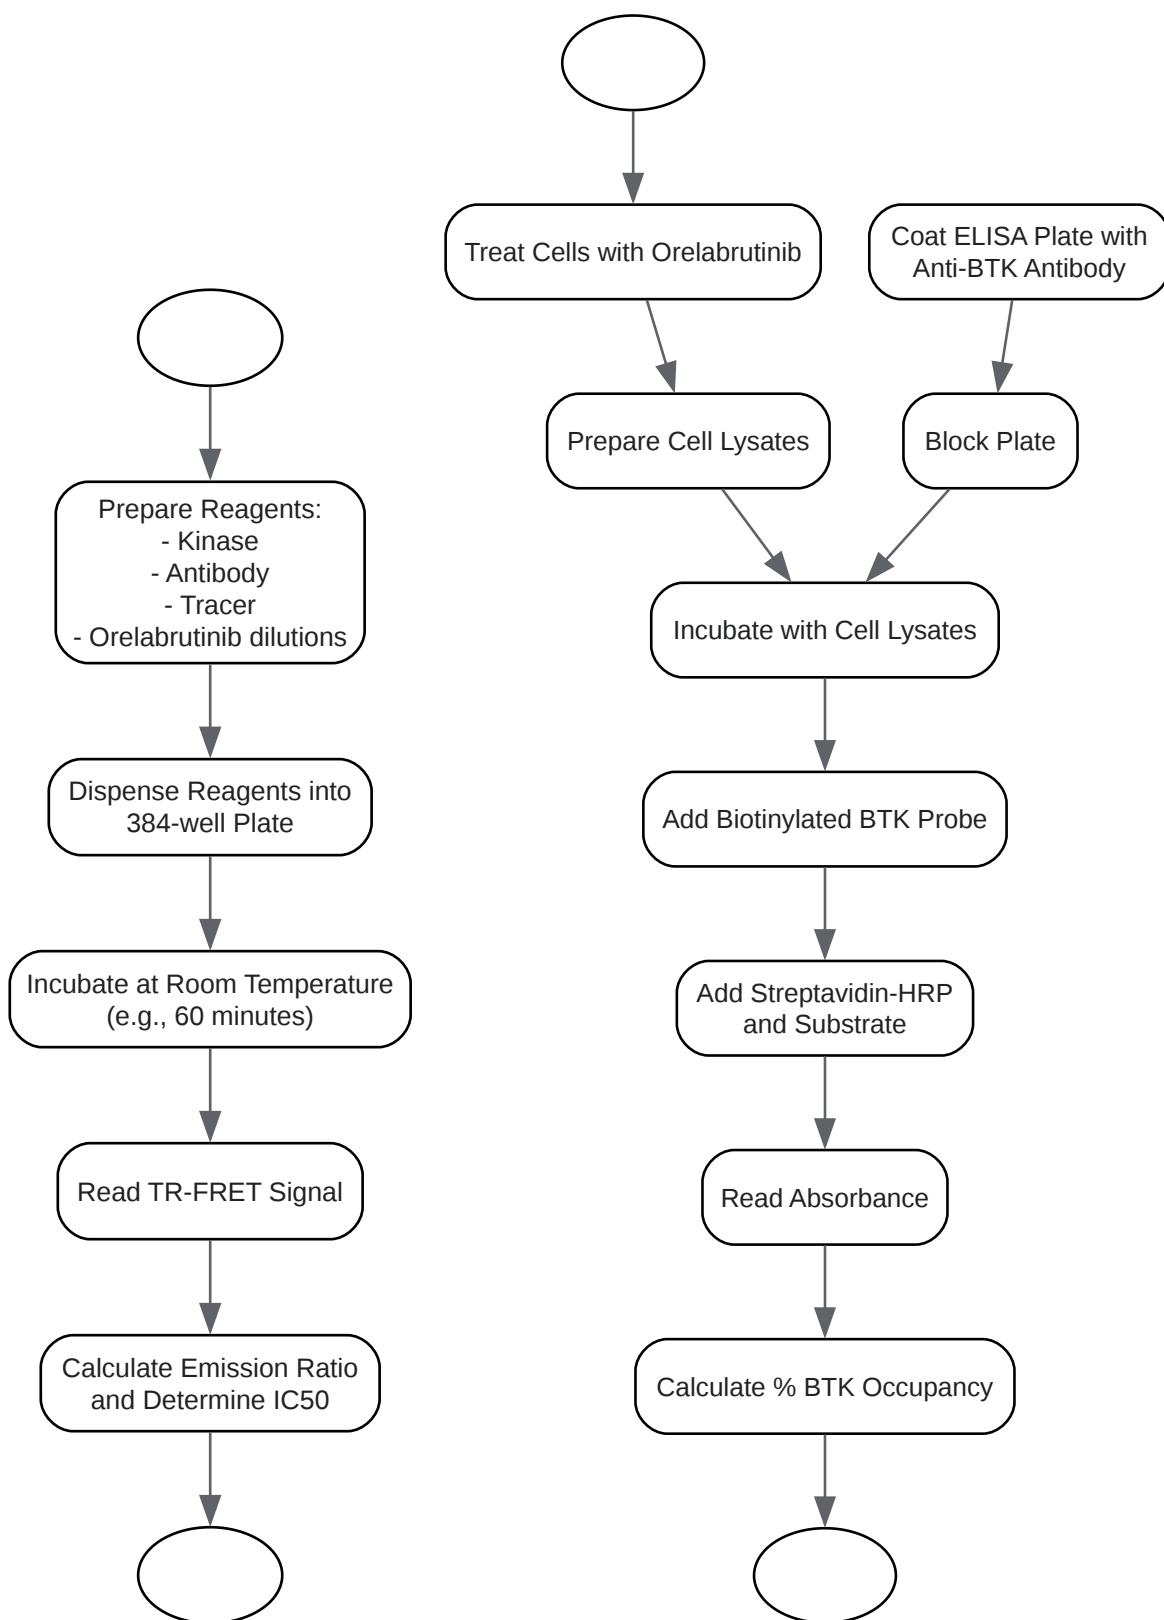 Prepare Reagents:
- Kinase
- Antibody
- Tracer
- Orelabrutinib dilutions
Dispense Reagents into
384-well Plate
Incubate at Room Temperature
(e.g., 60 minutes)
Read TR-FRET Signal
Calculate Emission Ratio
and Determine IC50
Treat Cells with Orelabrutinib
Coat ELISA Plate with
Anti-BTK Antibody
Prepare Cell Lysates
Block Plate
Incubate with Cell Lysates
Add Biotinylated BTK Probe
Add Streptavidin-HRP
and Substrate
Read Absorbance
Calculate % BTK Occupancy